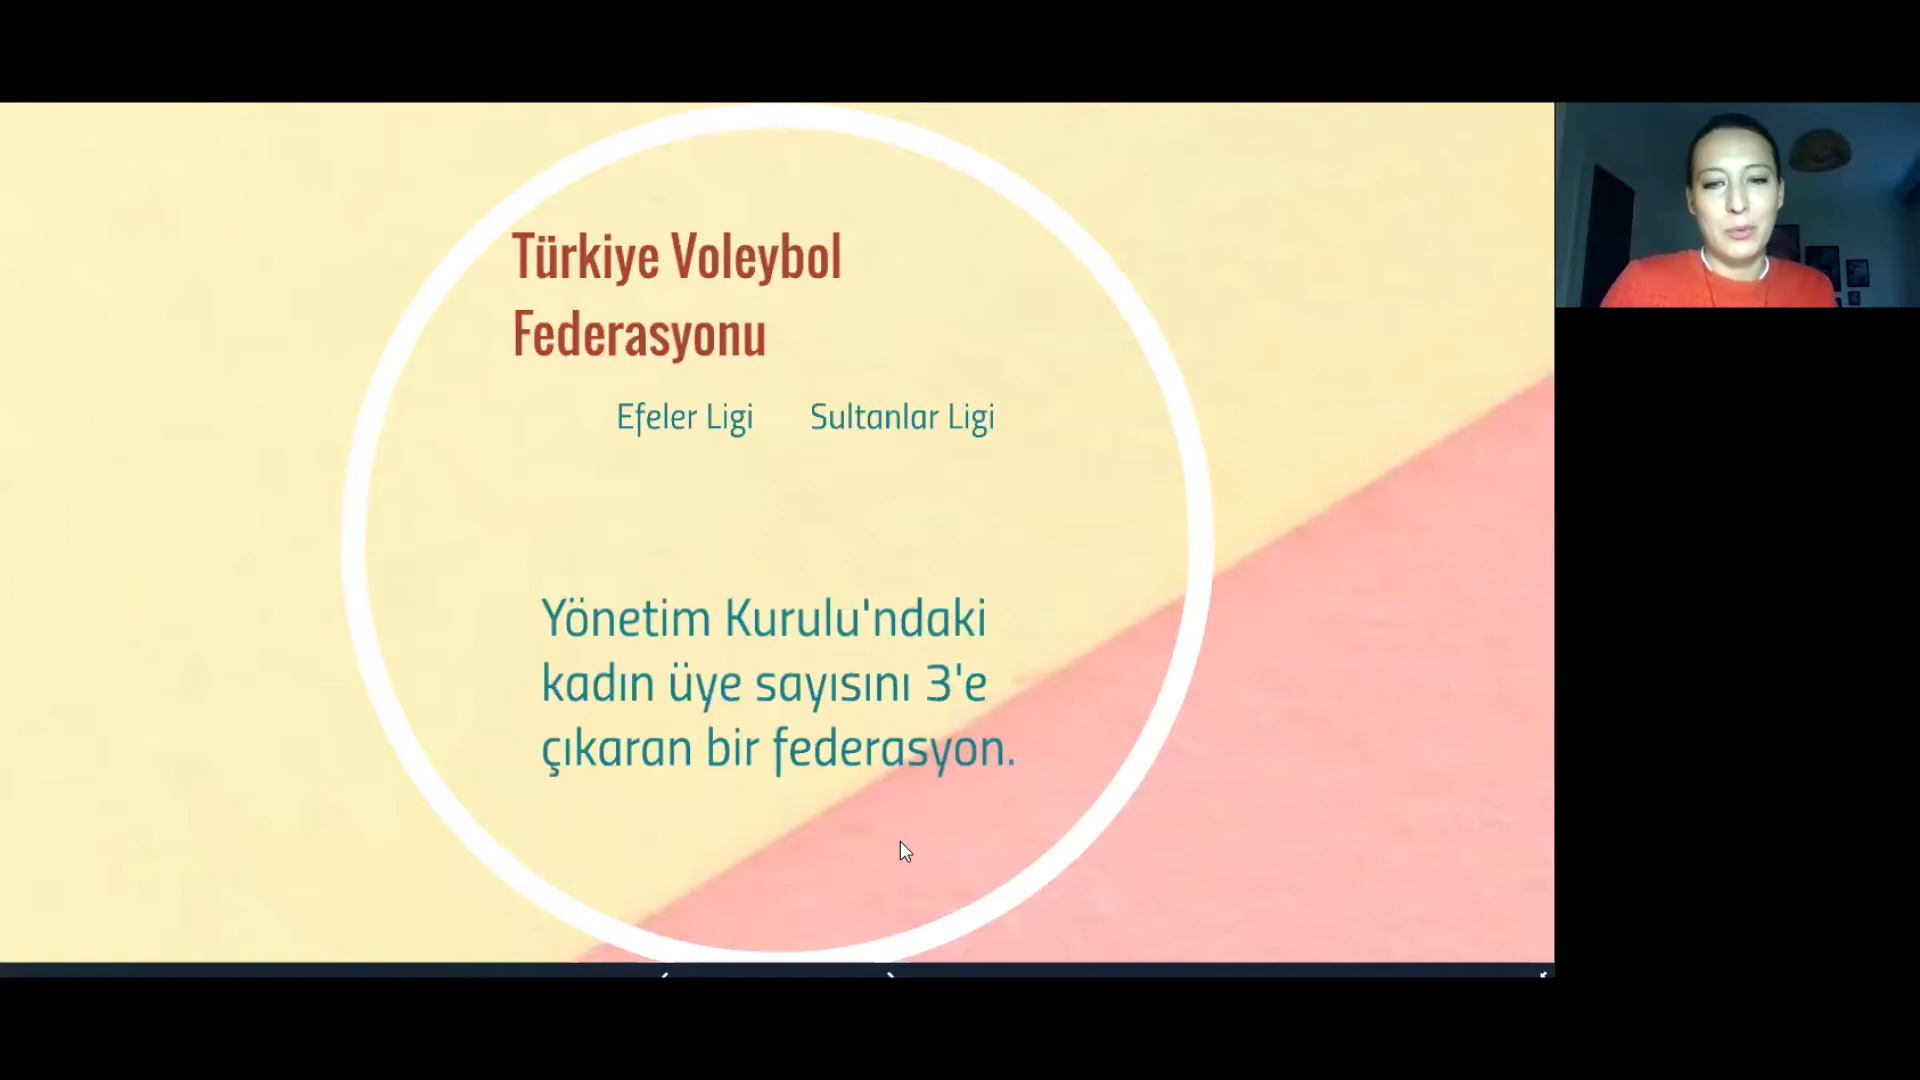 Türkiye Voleybol
Federasyonu
Efeler Ligi Sultanlar Ligi
Yönetim Kurulu'ndaki
kadın üye sayısını 3'e
çıkaran bir federasyon.